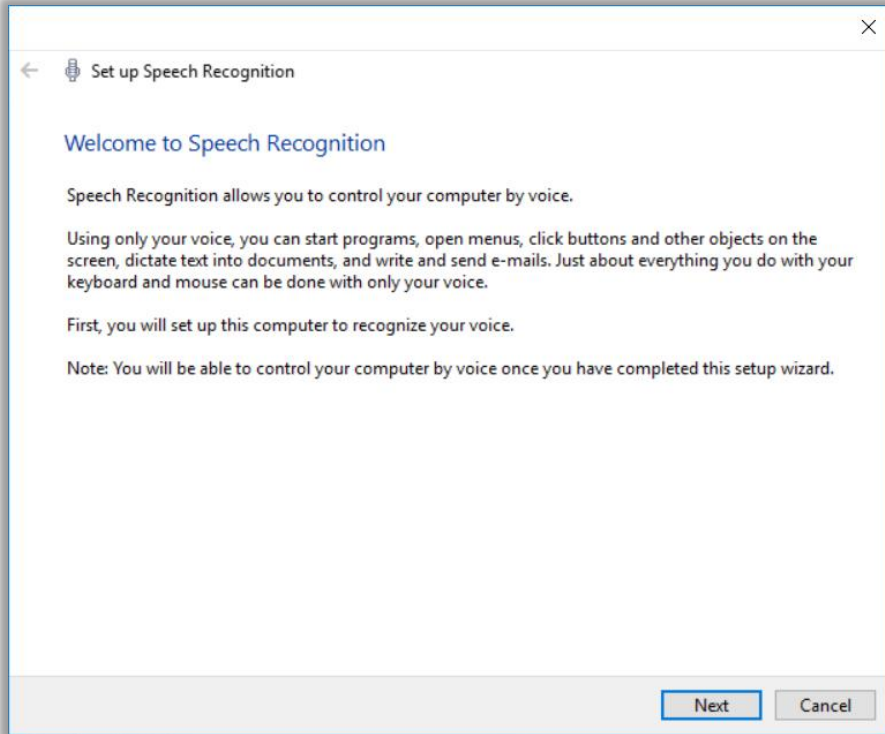 Set up Speech Recognition
Welcome to Speech Recognition
Speech Recognition allows you to control your computer by voice.
Using only your voice, you can start programs, open menus, click buttons and other objects on the
screen, dictate text into documents, and write and send e-mails. Just about everything you do with your
keyboard and mouse can be done with only your voice.
First, you will set up this computer to recognize your voice.
Note: You will be able to control your computer by voice once you have completed this setup wizard.
Next Cancel